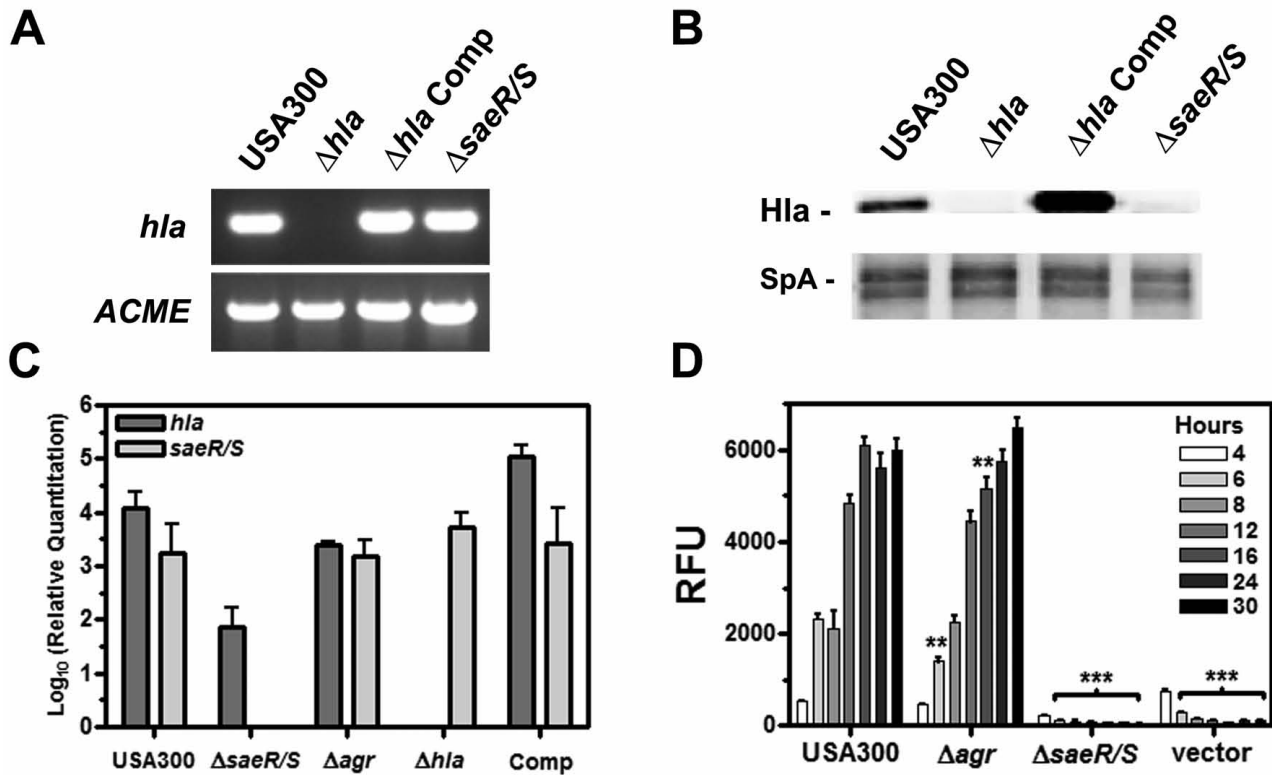 A
USA300
Δhla
Δhla Comp
ΔsaeR/S
hla
ACME
B
USA300
Δhla
Δhla Comp
ΔsaeR/S
Hla -
SpA -
C
Log₁₀ (Relative Quantitation)
6
5
4
3
2
1
0
hla
saeR/S
USA300
ΔsaeR/S
Δagr
Δhla
Comp
D
RFU
6000
4000
2000
0
Hours
4
6
8
12
16
24
30
**
**
***
***
USA300
Δagr
ΔsaeR/S
vector